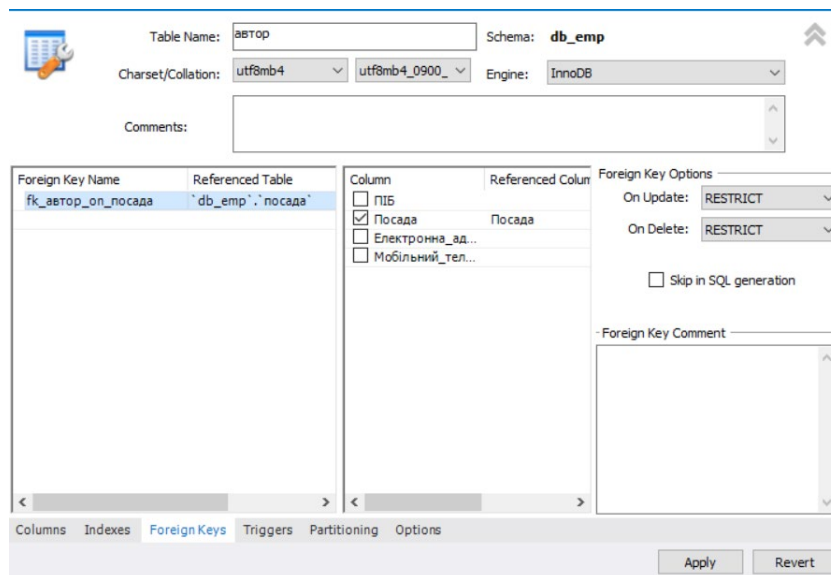 Table Name: автор Schema: db_emp
Charset/Collation: utf8mb4 utf8mb4_0900_ Engine: InnoDB
Comments:
Foreign Key Name Referenced Table
fk_автор_on_посада `db_emp`.`посада`
Column Referenced Colum
ПІБ
Посада Посада
Електронна_ад...
Мобільний_тел...
Foreign Key Options
On Update: RESTRICT
On Delete: RESTRICT
Skip in SQL generation
Foreign Key Comment
Columns Indexes Foreign Keys Triggers Partitioning Options
Apply Revert